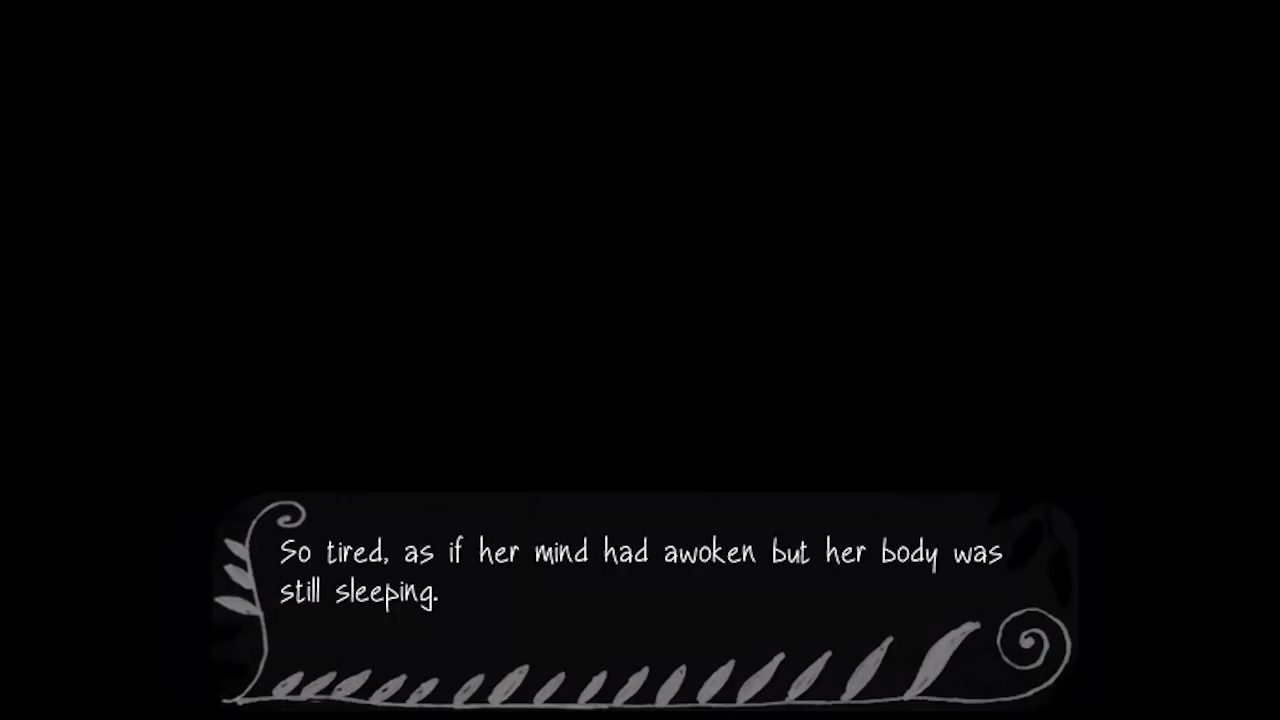 So tired, as if her mind had awoken but her body was
still sleeping.